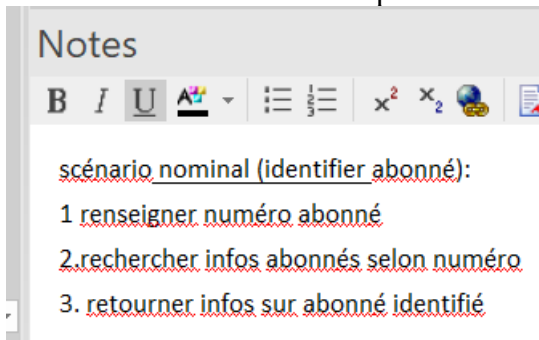 Notes
B I U A x² x₂
scénario nominal (identifier abonné):
1 renseigner numéro abonné
2.rechercher infos abonnés selon numéro
3. retourner infos sur abonné identifié